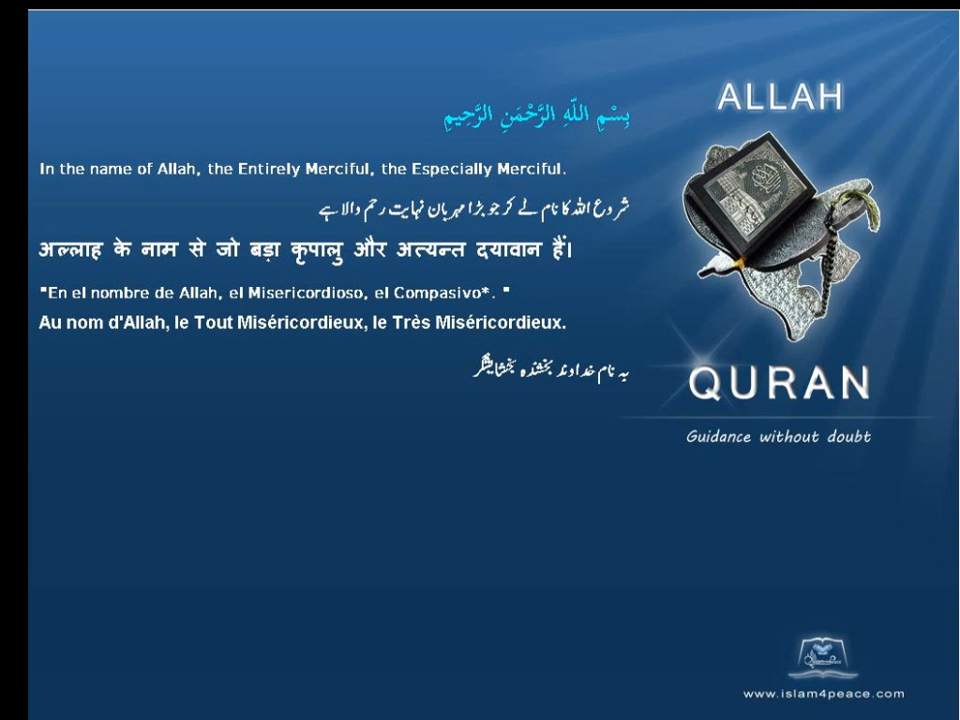 بِسْمِ اللّهِ الرَّحْمَنِ الرَّحِيمِ
In the name of Allah, the Entirely Merciful, the Especially Merciful.
شروع الله کا نام لے کر جو بڑا مہربان نہایت رحم والا ہے
अल्लाह के नाम से जो बड़ा कृपालु और अत्यन्त दयावान हैं।
"En el nombre de Allah, el Misericordioso, el Compasivo*. "
Au nom d'Allah, le Tout Miséricordieux, le Très Miséricordieux.
به نام خداوند بخشنده بخشایشگر
ALLAH
QURAN
Guidance without doubt
www.islam4peace.com